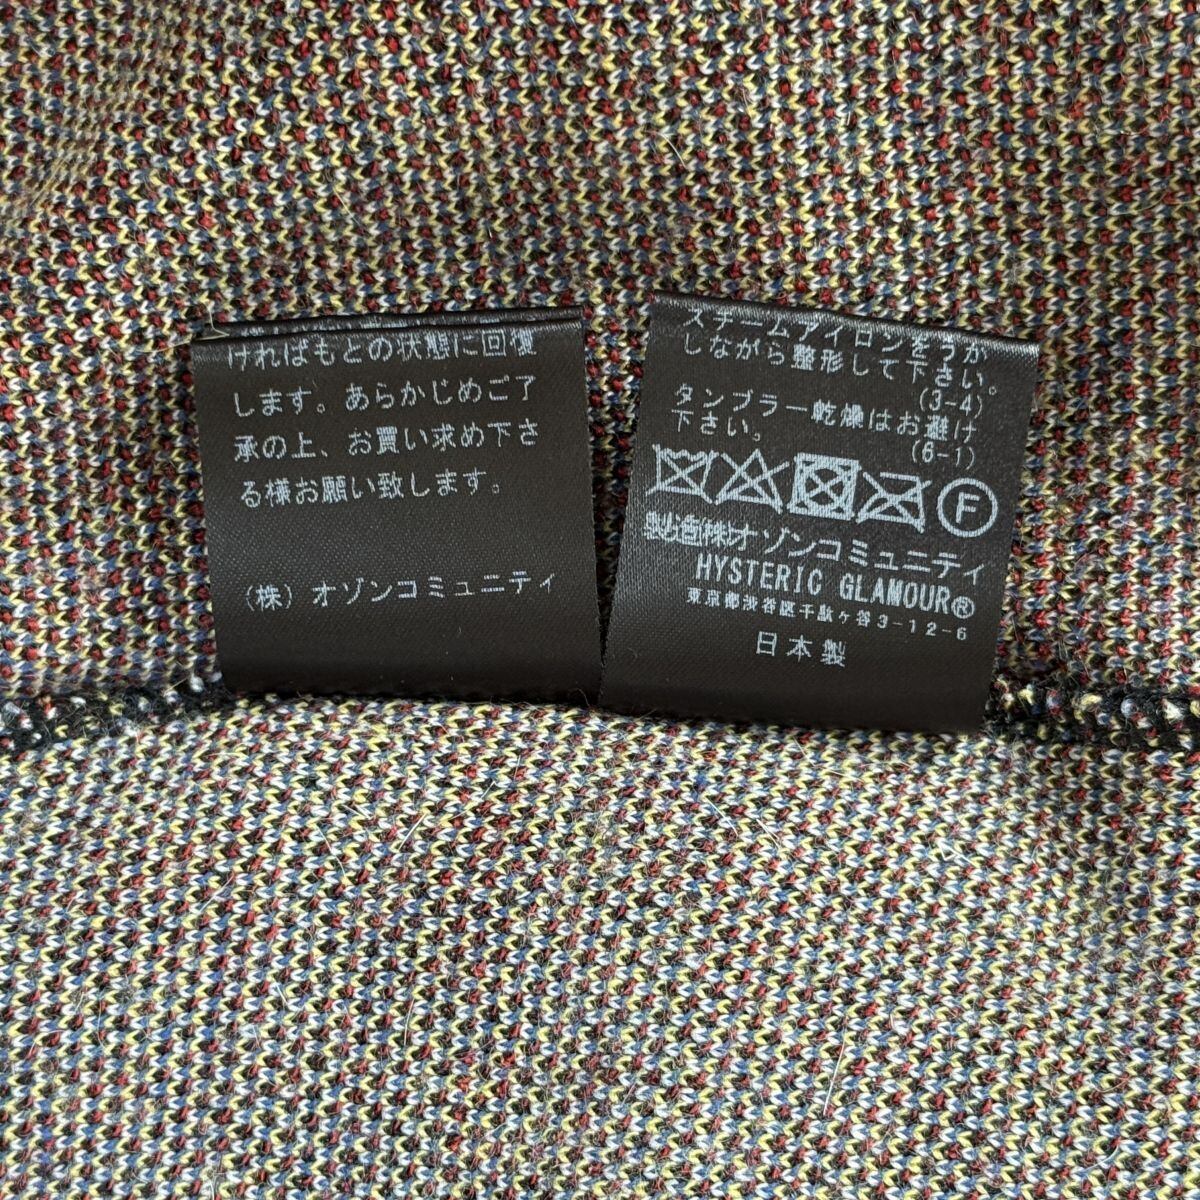 ければもとの状態に回復
します。あらかじめご了
承の上、お買い求め下さ
る様お願い致します。
(株)オゾンコミュニティ
スチームアイロンをうか
しながら整形して下さい。
(3-4)
タンブラー乾燥はお避け
下さい。
(6-1)
F
製造(株)オゾンコミュニティ
HYSTERIC GLAMOUR®
東京都渋谷区千駄ヶ谷3-12-6
日本製